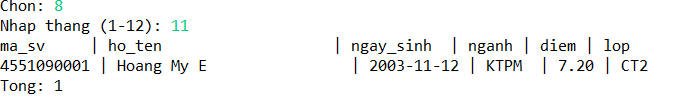 Chon: 8
Nhap thang (1-12): 11
ma_sv     | ho_ten                         | ngay_sinh  | nganh | diem | lop
4551090001 | Hoang My E                | 2003-11-12 | KTPM  | 7.20 | CT2
Tong: 1